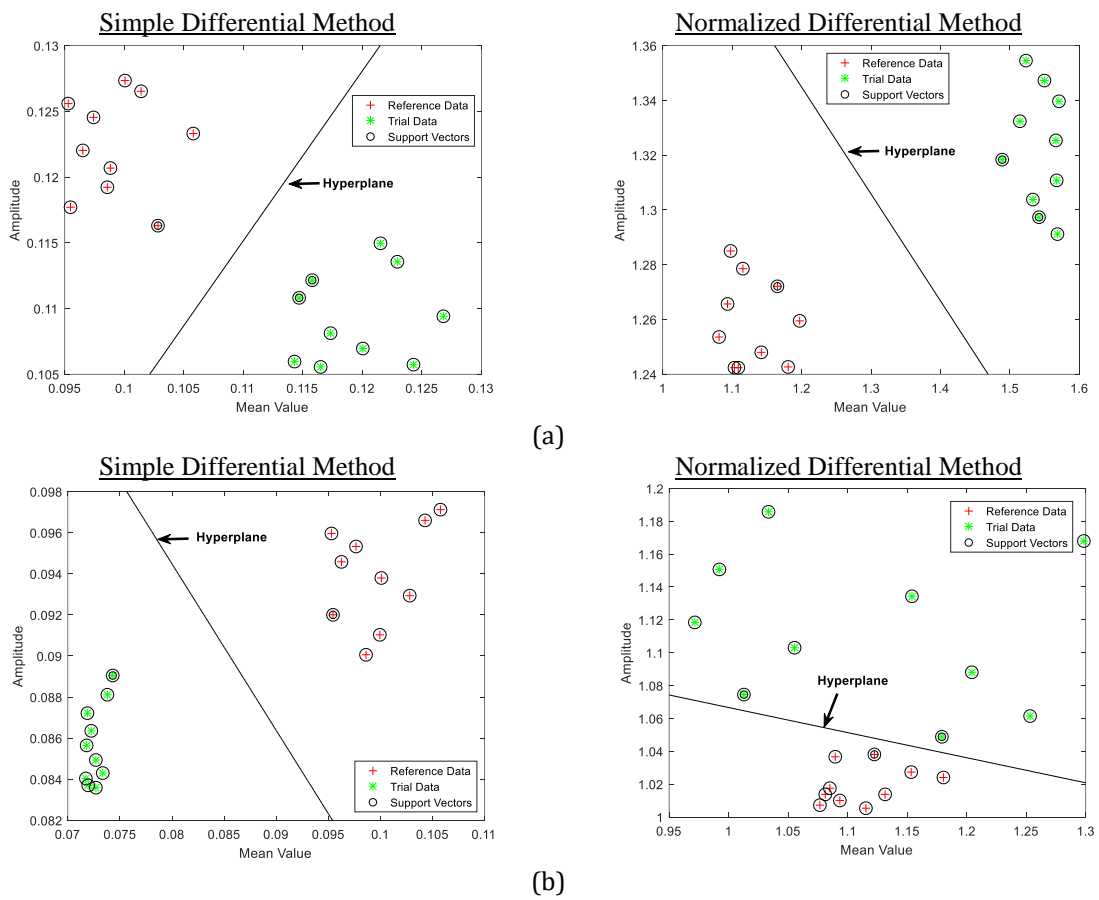 Simple Differential Method
0.13
0.125
0.12
0.115
0.11
0.105
Amplitude
0.095 0.1 0.105 0.11 0.115 0.12 0.125 0.13
Mean Value
Reference Data
Trial Data
Support Vectors
Hyperplane
Normalized Differential Method
1.36
1.34
1.32
1.3
1.28
1.26
1.24
Amplitude
1 1.1 1.2 1.3 1.4 1.5 1.6
Mean Value
Reference Data
Trial Data
Support Vectors
Hyperplane
(a)
Simple Differential Method
0.098
0.096
0.094
0.092
0.09
0.088
0.086
0.084
0.082
Amplitude
0.07 0.075 0.08 0.085 0.09 0.095 0.1 0.105 0.11
Mean Value
Hyperplane
Reference Data
Trial Data
Support Vectors
Normalized Differential Method
1.2
1.18
1.16
1.14
1.12
1.1
1.08
1.06
1.04
1.02
1
Amplitude
0.95 1 1.05 1.1 1.15 1.2 1.25 1.3
Mean Value
Reference Data
Trial Data
Support Vectors
Hyperplane
(b)